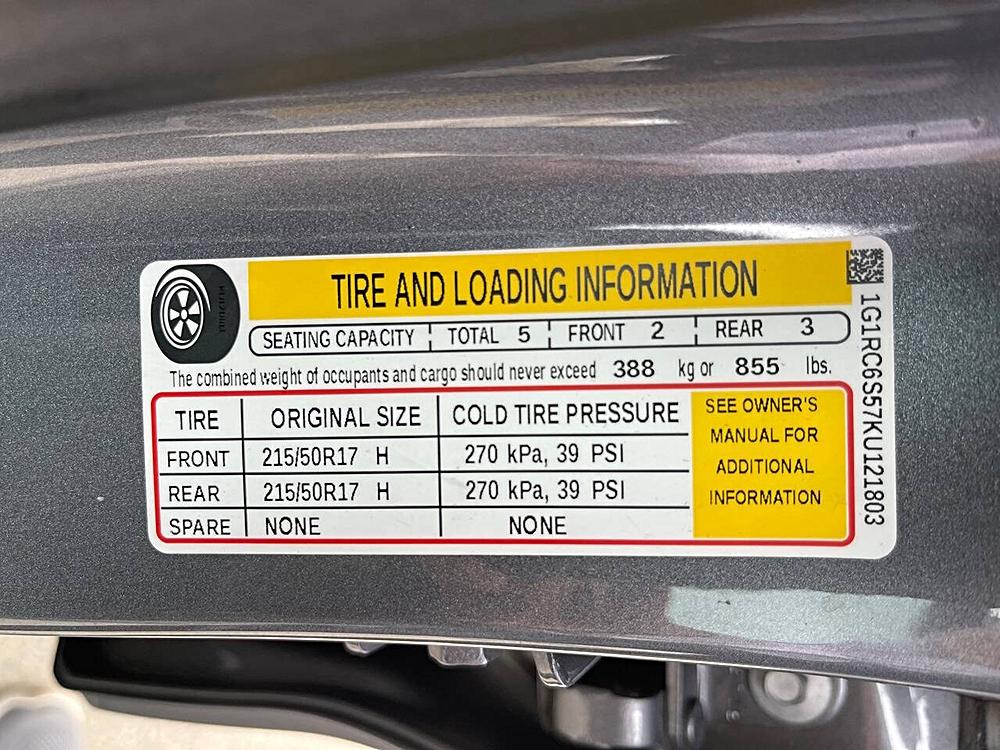 TIRE AND LOADING INFORMATION
SEATING CAPACITY TOTAL 5 FRONT 2 REAR 3
The combined weight of occupants and cargo should never exceed 388 kg or 855 lbs.
TIRE ORIGINAL SIZE COLD TIRE PRESSURE
FRONT 215/50R17 H 270 kPa, 39 PSI
REAR 215/50R17 H 270 kPa, 39 PSI
SPARE NONE NONE
SEE OWNER'S
MANUAL FOR
ADDITIONAL
INFORMATION
1G1RC6S57KU121803